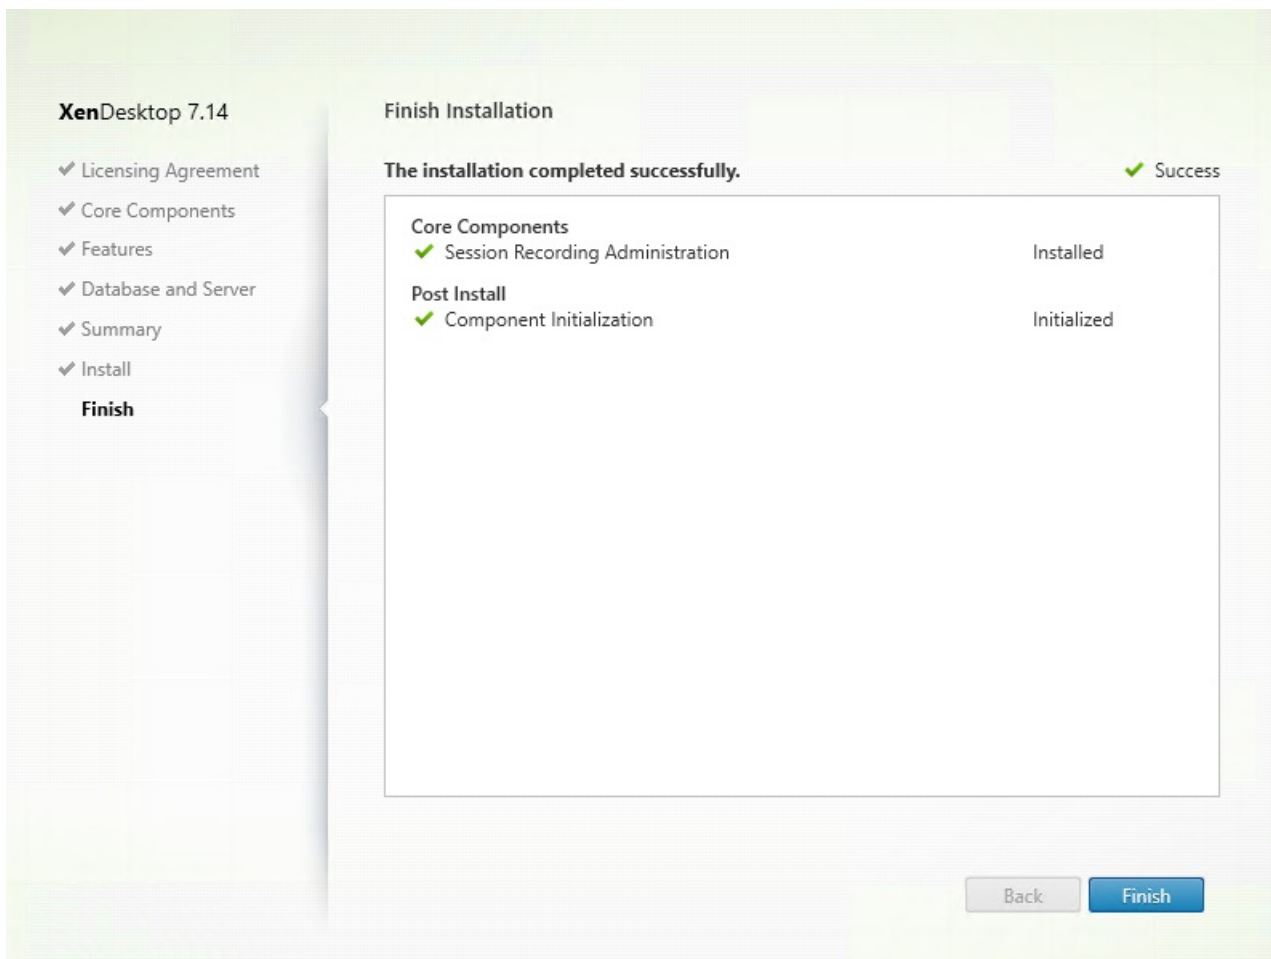 XenDesktop 7.14
Licensing Agreement
Core Components
Features
Database and Server
Summary
Install
Finish
Finish Installation
The installation completed successfully.
Success
Core Components
Session Recording Administration Installed
Post Install
Component Initialization Initialized
Back Finish